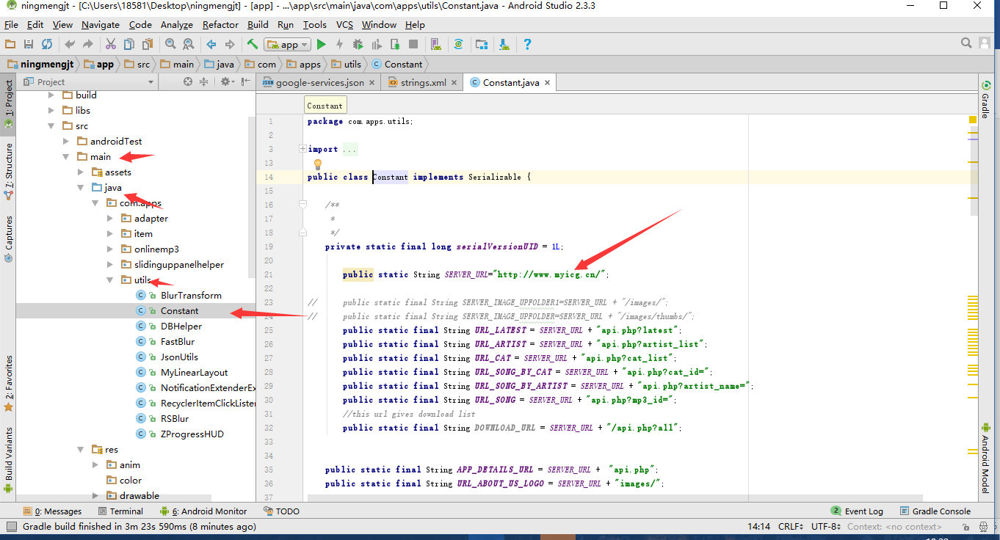 ningmengjt - [C:\Users\18581\Desktop\ningmengjt] - [app] - ...\app\src\main\java\com\apps\utils\Constant.java - Android Studio 2.3.3
File Edit View Navigate Code Analyze Refactor Build Run Tools VCS Window Help
app
ningmengjt app src main java com apps utils Constant
Project
google-services.json strings.xml Constant.java
1: Project
7: Structure
Captures
2: Favorites
Build Variants
build
libs
src
androidTest
main
assets
java
com.apps
adapter
item
onlinemp3
slidinguppanelhelper
utils
BlurTransform
Constant
DBHelper
FastBlur
JsonUtils
MyLinearLayout
NotificationExtenderEx
RecyclerItemClickListen
RSBlur
ZProgressHUD
res
anim
color
drawable
Constant
1 package com.apps.utils;
2
3 import ...
13
14 public class Constant implements Serializable {
15
16 /**
17 *
18 */
19 private static final long serialVersionUID = 1L;
20
21 public static String SERVER_URL="http://www.myicg.cn/";
22
23 // public static final String SERVER_IMAGE_UPFOLDER1=SERVER_URL + "/images/";
24 // public static final String SERVER_IMAGE_UPFOLDER=SERVER_URL + "/images/thumbs/";
25 public static final String URL_LATEST = SERVER_URL + "api.php?latest";
26 public static final String URL_ARTIST = SERVER_URL + "api.php?artist_list";
27 public static final String URL_CAT = SERVER_URL + "api.php?cat_list";
28 public static final String URL_SONG_BY_CAT = SERVER_URL + "api.php?cat_id=";
29 public static final String URL_SONG_BY_ARTIST = SERVER_URL + "api.php?artist_name=";
30 public static final String URL_SONG = SERVER_URL + "api.php?mp3_id=";
31 //this url gives download list
32 public static final String DOWNLOAD_URL = SERVER_URL + "/api.php?all";
33
34
35 public static final String APP_DETAILS_URL = SERVER_URL + "api.php";
36 public static final String URL_ABOUT_US_LOGO = SERVER_URL + "images/";
37
Gradle
Android Model
0: Messages Terminal 6: Android Monitor TODO 2 Event Log Gradle Console
Gradle build finished in 3m 23s 590ms (8 minutes ago) 14:14 CRLF UTF-8 Context: <no context>